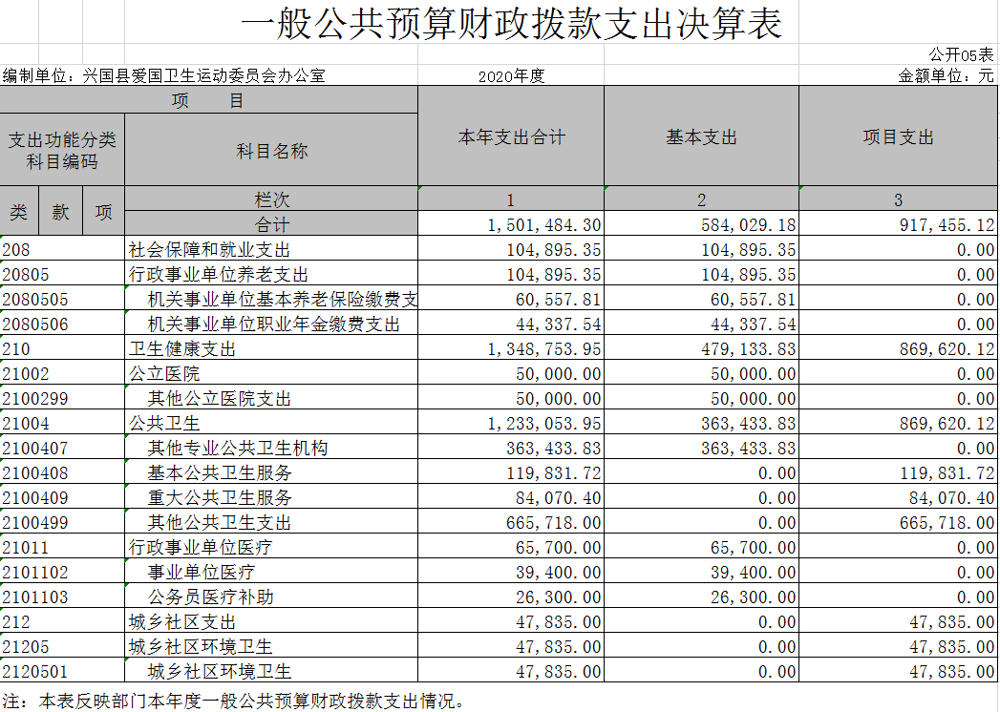 一般公共预算财政拨款支出决算表
公开05表
编制单位：兴国县爱国卫生运动委员会办公室 2020年度 金额单位：元
项 目 本年支出合计 基本支出 项目支出
支出功能分类科目编码 科目名称
类 款 项 栏次 1 2 3
合计 1,501,484.30 584,029.18 917,455.12
208 社会保障和就业支出 104,895.35 104,895.35 0.00
20805 行政事业单位养老支出 104,895.35 104,895.35 0.00
2080505 机关事业单位基本养老保险缴费支 60,557.81 60,557.81 0.00
2080506 机关事业单位职业年金缴费支出 44,337.54 44,337.54 0.00
210 卫生健康支出 1,348,753.95 479,133.83 869,620.12
21002 公立医院 50,000.00 50,000.00 0.00
2100299 其他公立医院支出 50,000.00 50,000.00 0.00
21004 公共卫生 1,233,053.95 363,433.83 869,620.12
2100407 其他专业公共卫生机构 363,433.83 363,433.83 0.00
2100408 基本公共卫生服务 119,831.72 0.00 119,831.72
2100409 重大公共卫生服务 84,070.40 0.00 84,070.40
2100499 其他公共卫生支出 665,718.00 0.00 665,718.00
21011 行政事业单位医疗 65,700.00 65,700.00 0.00
2101102 事业单位医疗 39,400.00 39,400.00 0.00
2101103 公务员医疗补助 26,300.00 26,300.00 0.00
212 城乡社区支出 47,835.00 0.00 47,835.00
21205 城乡社区环境卫生 47,835.00 0.00 47,835.00
2120501 城乡社区环境卫生 47,835.00 0.00 47,835.00
注：本表反映部门本年度一般公共预算财政拨款支出情况。